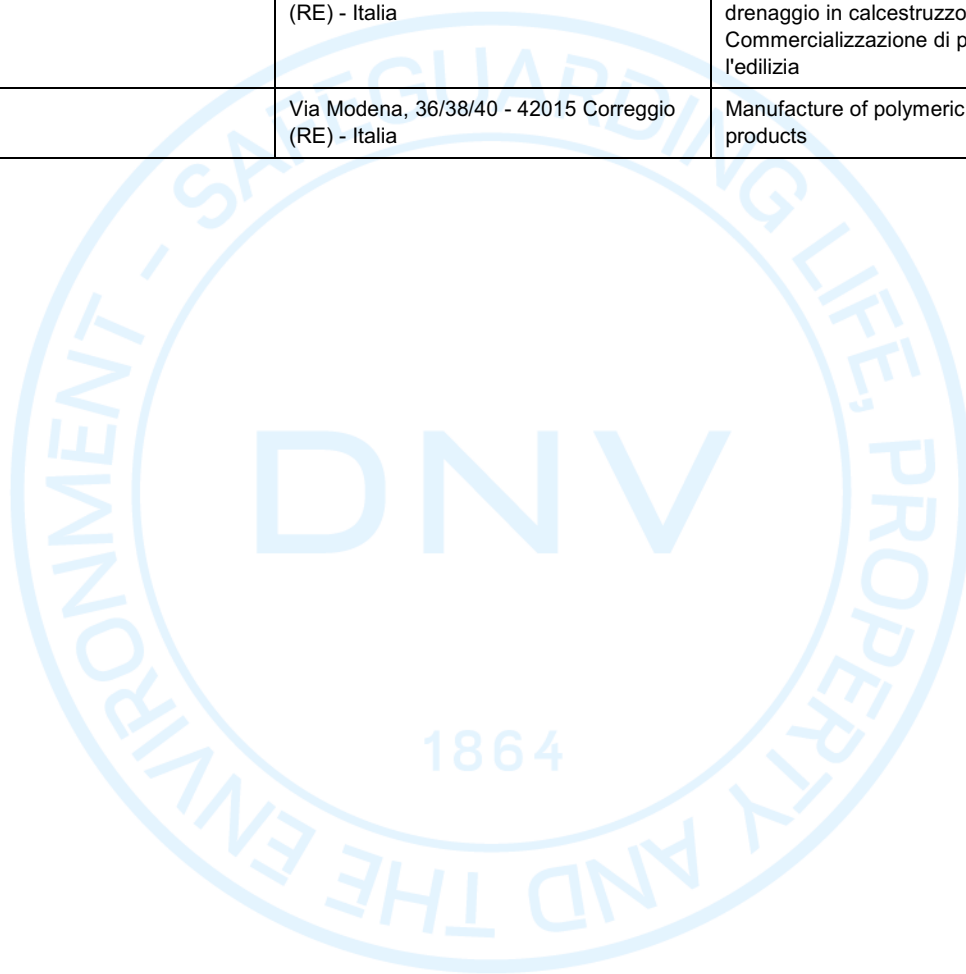 (RE) - Italia
drenaggio in calcestruzzo
Commercializzazione di p
l'edilizia
Via Modena, 36/38/40 - 42015 Correggio
(RE) - Italia
Manufacture of polymeric
products
SAFEGUARDING LIFE, PROPERTY AND THE ENVIRONMENT -
DNV
1864